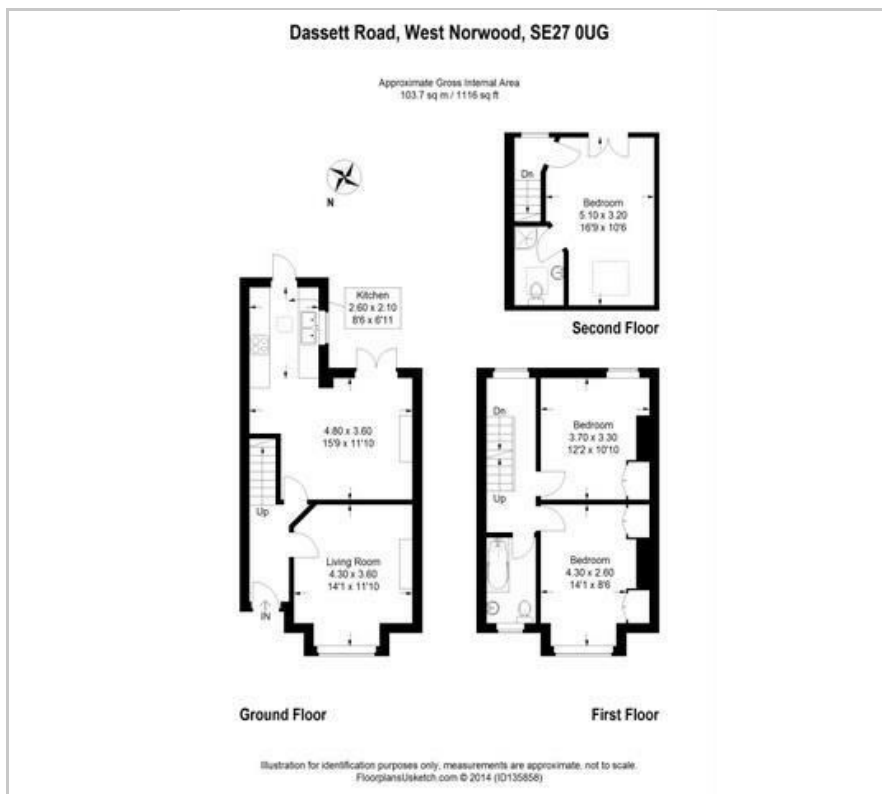 Dassett Road, West Norwood, SE27 0UG
Approximate Gross Internal Area
103.7 sq m / 1116 sq ft
N
Dn
Bedroom
5.10 x 3.20
16'9 x 10'6
Second Floor
Kitchen
2.60 x 2.10
8'6 x 6'11
4.80 x 3.60
15'9 x 11'10
Up
Living Room
4.30 x 3.60
14'1 x 11'10
IN
Ground Floor
Dn
Up
Bedroom
3.70 x 3.30
12'2 x 10'10
Bedroom
4.30 x 2.60
14'1 x 8'6
First Floor
Illustration for identification purposes only, measurements are approximate, not to scale.
FloorplansUsketch.com © 2014 (ID135858)